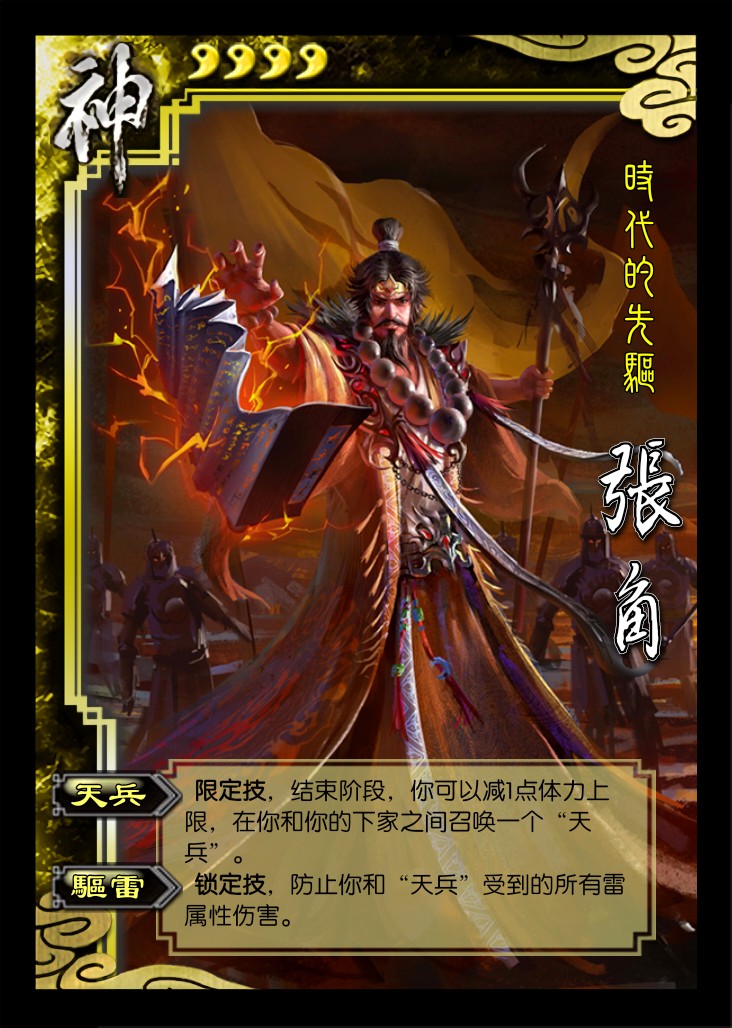 神
時代的先驅
張角
天兵
限定技，结束阶段，你可以减1点体力上
限，在你和你的下家之间召唤一个“天
兵”。
驅雷
锁定技，防止你和“天兵”受到的所有雷
属性伤害。